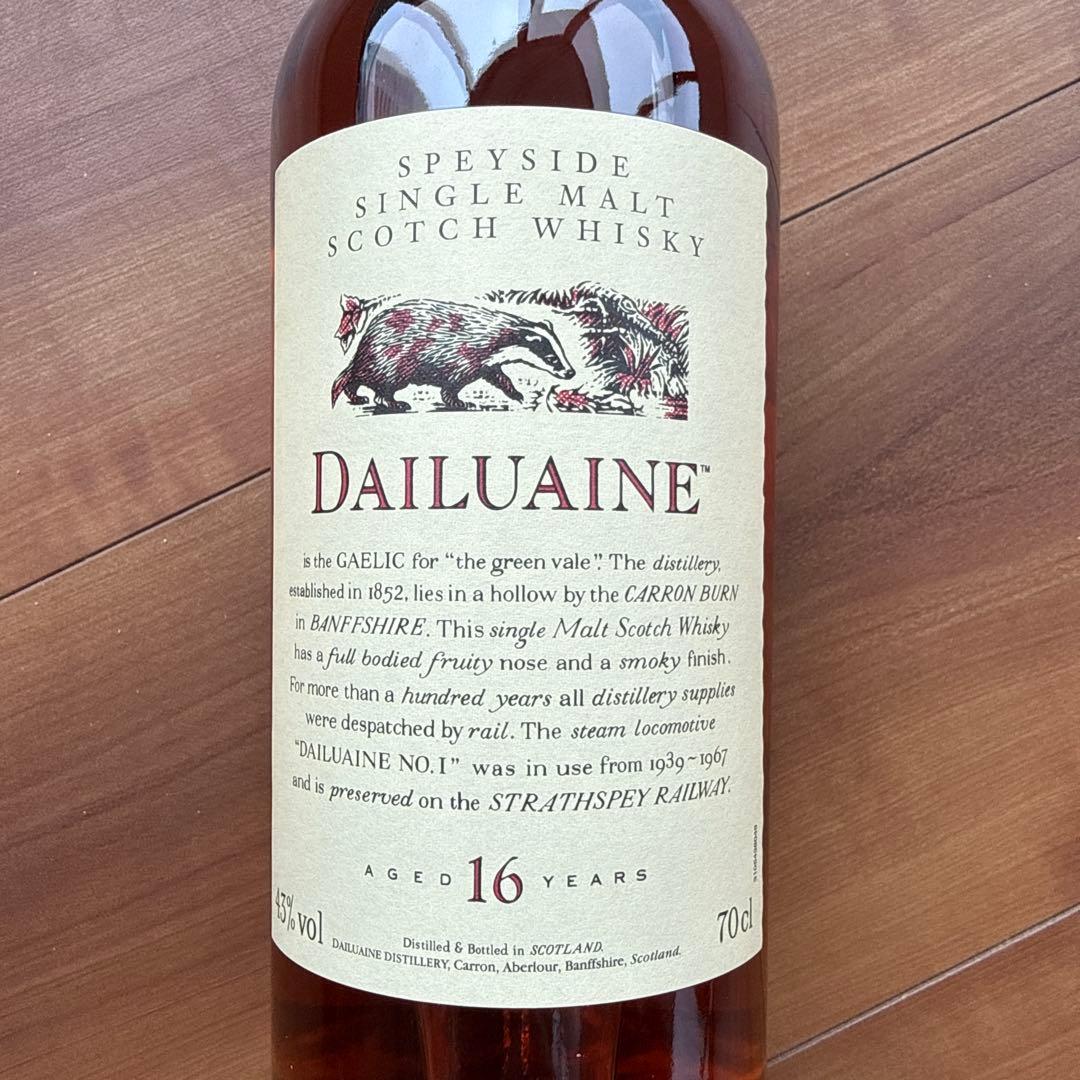 SPEYSIDE
SINGLE MALT
SCOTCH WHISKY
DAILUAINE™
is the GAELIC for "the green vale". The distillery,
established in 1852, lies in a hollow by the CARRON BURN
in BANFFSHIRE. This single Malt Scotch Whisky
has a full bodied fruity nose and a smoky finish.
For more than a hundred years all distillery supplies
were despatched by rail. The steam locomotive
"DAILUAINE NO.1" was in use from 1939~1967
and is preserved on the STRATHSPEY RAILWAY.
AGED 16 YEARS
43% vol
70cl
Distilled & Bottled in SCOTLAND.
DAILUAINE DISTILLERY, Carron, Aberlour, Banffshire, Scotland.